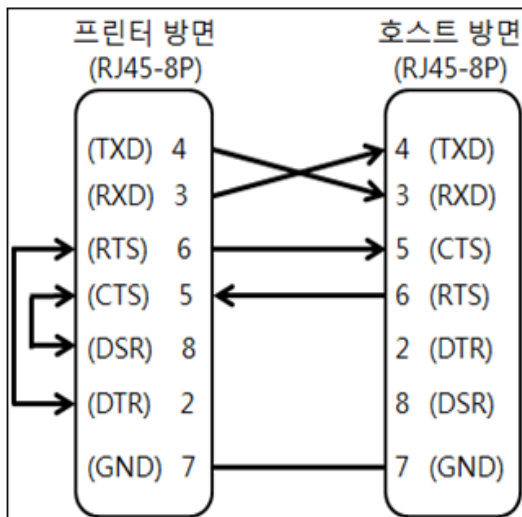 프린터 방면
(RJ45-8P)
(TXD) 4
(RXD) 3
(RTS) 6
(CTS) 5
(DSR) 8
(DTR) 2
(GND) 7
호스트 방면
(RJ45-8P)
4 (TXD)
3 (RXD)
5 (CTS)
6 (RTS)
2 (DTR)
8 (DSR)
7 (GND)